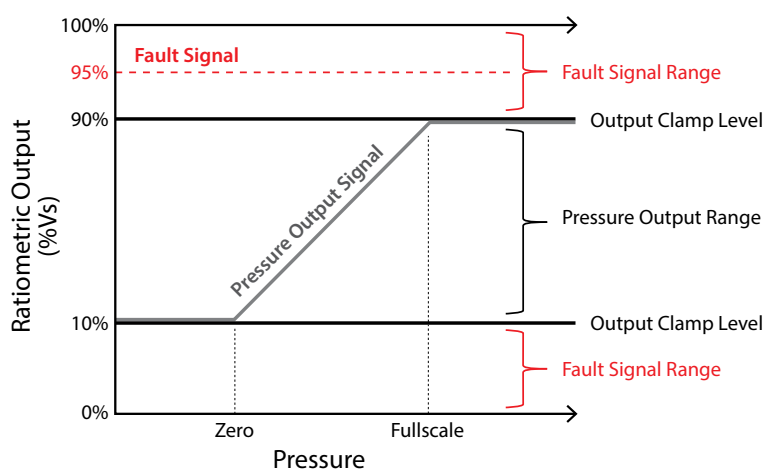 100%
Fault Signal
95%
Fault Signal Range
90%
Output Clamp Level
Ratiometric Output
(%Vs)
Pressure Output Signal
Pressure Output Range
10%
Output Clamp Level
Fault Signal Range
0%
Zero
Fullscale
Pressure